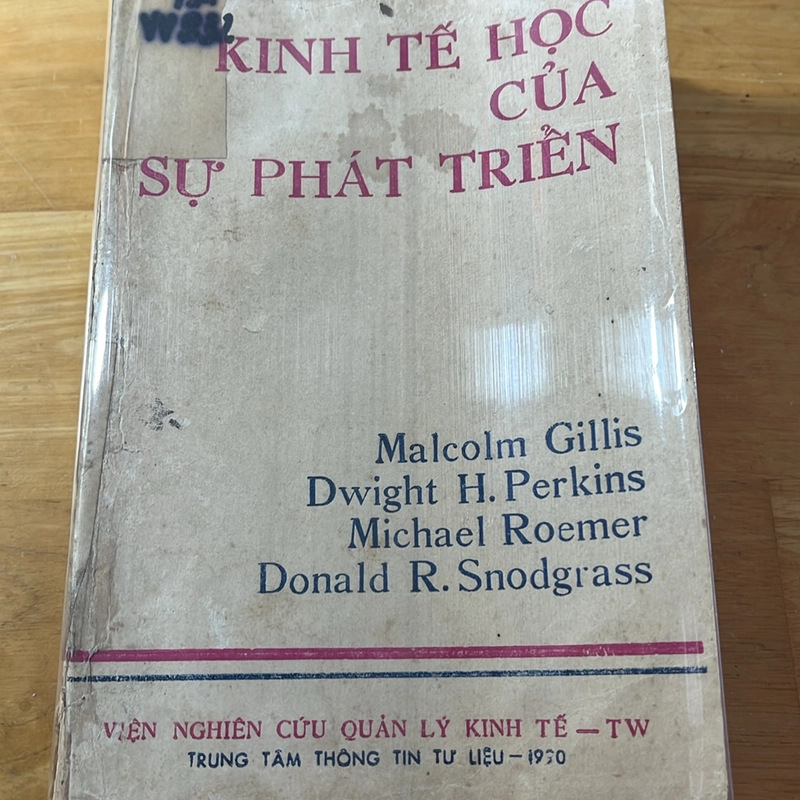 KINH TẾ HỌC
CỦA
SỰ PHÁT TRIỂN
Malcolm Gillis
Dwight H. Perkins
Michael Roemer
Donald R. Snodgrass
VIỆN NGHIÊN CỨU QUẢN LÝ KINH TẾ — TW
TRUNG TÂM THÔNG TIN TƯ LIỆU — 1990